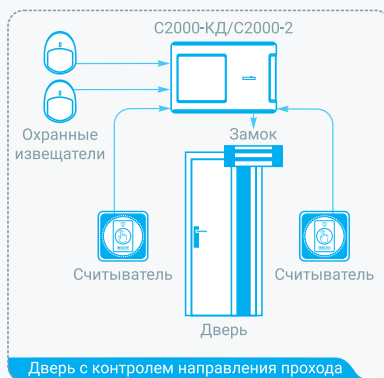 С2000-КД/С2000-2
Охранные
извещатели
Замок
Считыватель
Считыватель
Дверь
Дверь с контролем направления прохода